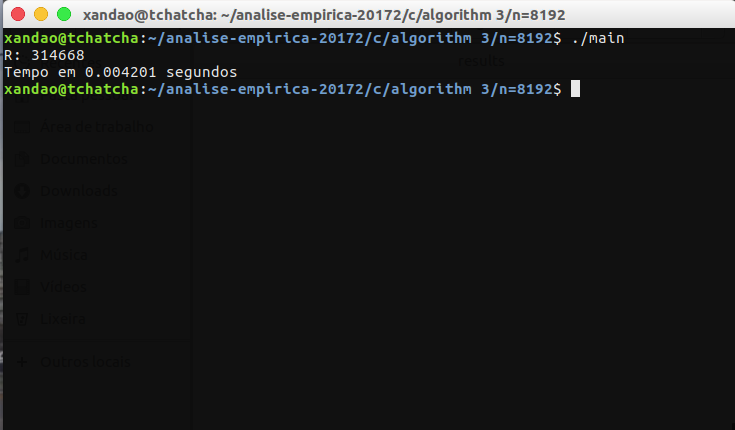 xandao@tchatcha: ~/analise-empirica-20172/c/algorithm 3/n=8192
xandao@tchatcha:~/analise-empirica-20172/c/algorithm 3/n=8192$ ./main
R: 314668
Tempo em 0.004201 segundos
xandao@tchatcha:~/analise-empirica-20172/c/algorithm 3/n=8192$
results
Área de trabalho
Documentos
Downloads
Imagens
Música
Vídeos
Lixeira
+ Outros locais